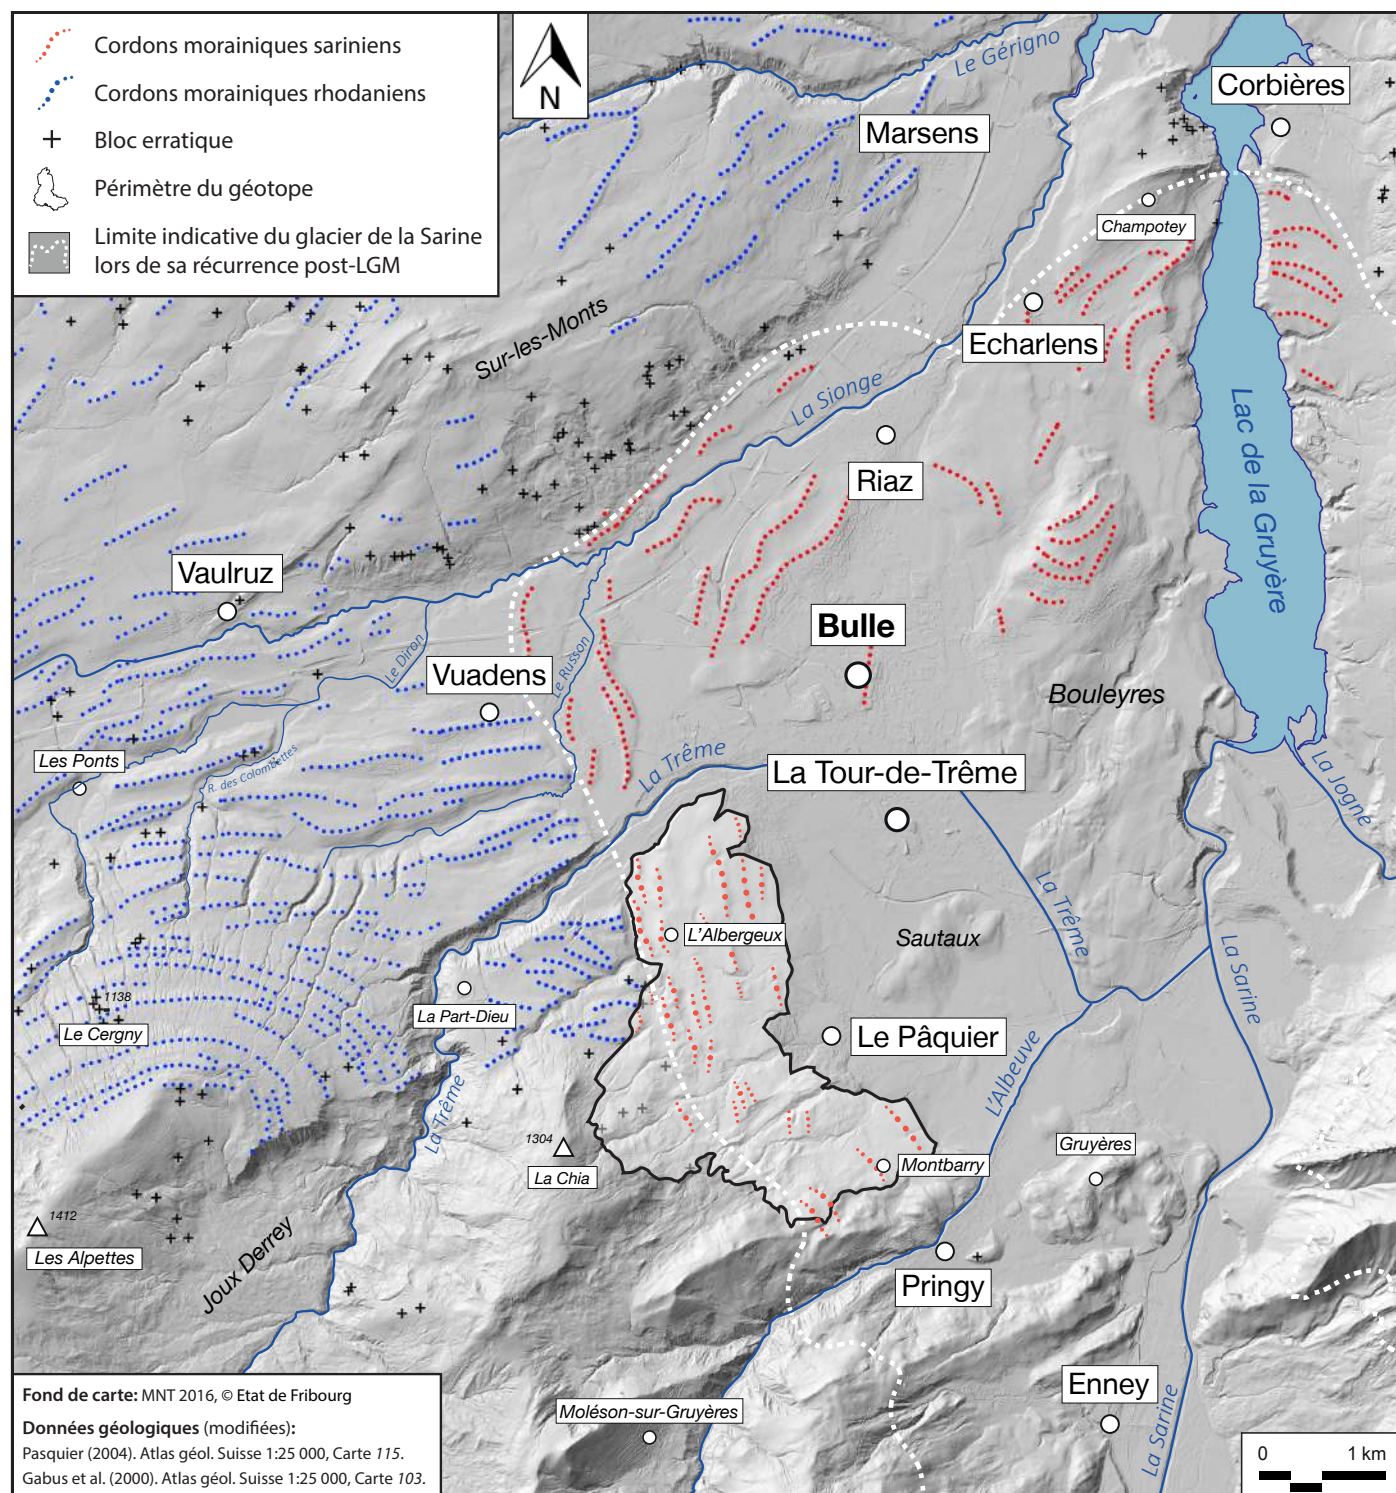 Cordons morainiques sariniens
Cordons morainiques rhodaniens
Bloc erratique
Périmètre du géotope
Limite indicative du glacier de la Sarine
lors de sa récurrence post-LGM
N
Le Gérigno
Corbières
Marsens
Champotey
Sur-les-Monts
Echarlens
La Sionge
Riaz
Lac de la Gruyère
Vaulruz
Bulle
Le Diron
Le Russon
Vuadens
Bouleyres
Les Ponts
R. des Colombettes
La Trême
La Tour-de-Trême
La Jogne
La Trême
L'Albergeux
Sautaux
La Sarine
1138
Le Cergny
La Part-Dieu
Le Pâquier
L'Albeuve
La Trême
1304
La Chia
Montbarry
Gruyères
1412
Les Alpettes
Joux Derrey
Pringy
Enney
Moléson-sur-Gruyères
La Sarine
Fond de carte: MNT 2016, © Etat de Fribourg
Données géologiques (modifiées):
Pasquier (2004). Atlas géol. Suisse 1:25 000, Carte 115.
Gabus et al. (2000). Atlas géol. Suisse 1:25 000, Carte 103.
0 1 km